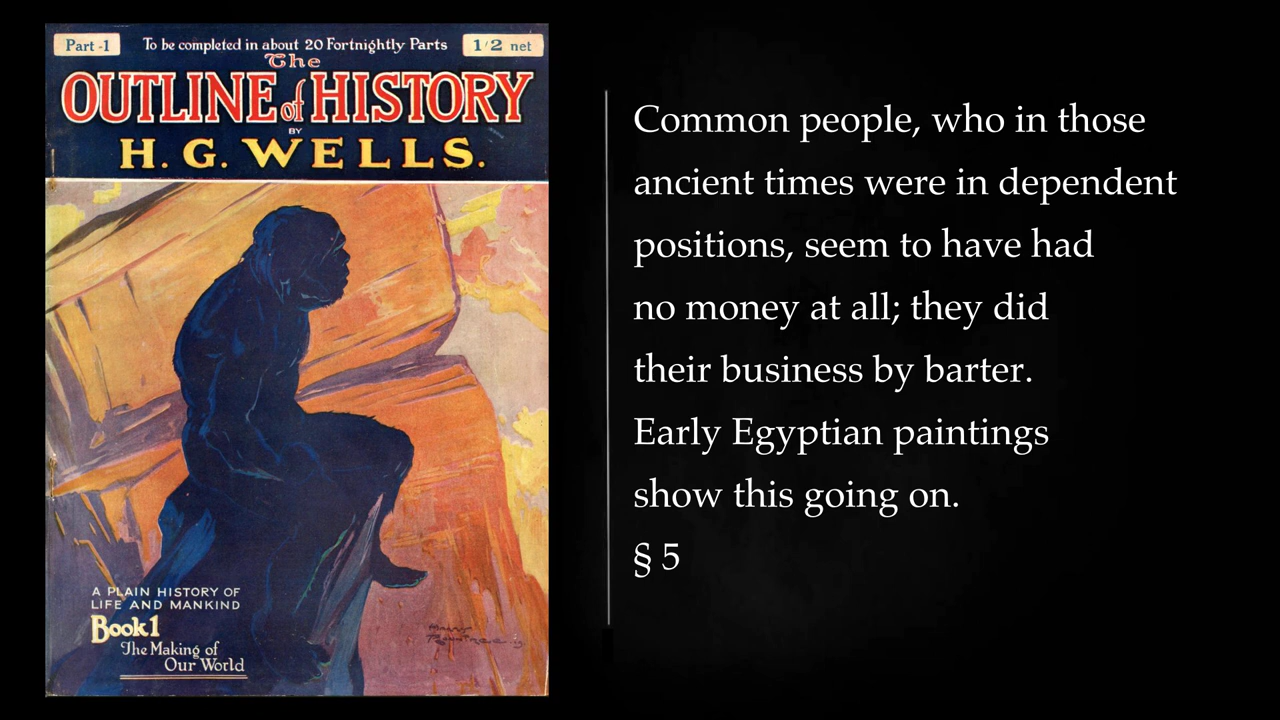 Part -1
To be completed in about 20 Fortnightly Parts
1/2 net
The
OUTLINE of HISTORY
BY
H. G. WELLS.
A PLAIN HISTORY OF
LIFE AND MANKIND
Book 1
The Making of
Our World
Common people, who in those
ancient times were in dependent
positions, seem to have had
no money at all; they did
their business by barter.
Early Egyptian paintings
show this going on.
§ 5